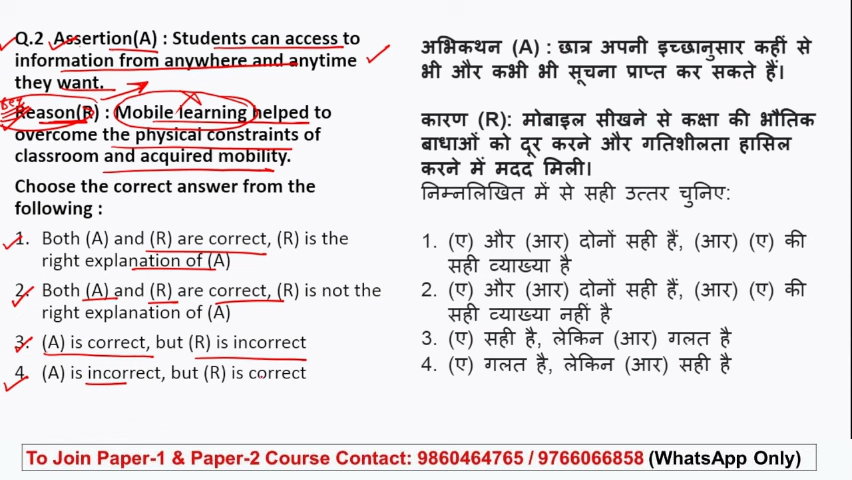 Q.2 Assertion(A) : Students can access to
information from anywhere and anytime
they want.
Reason(R) : Mobile learning helped to
overcome the physical constraints of
classroom and acquired mobility.
Choose the correct answer from the
following :
1. Both (A) and (R) are correct, (R) is the
right explanation of (A)
2. Both (A) and (R) are correct, (R) is not the
right explanation of (A)
3. (A) is correct, but (R) is incorrect
4. (A) is incorrect, but (R) is correct
अभिकथन (A) : छात्र अपनी इच्छानुसार कहीं से
भी और कभी भी सूचना प्राप्त कर सकते हैं।
कारण (R): मोबाइल सीखने से कक्षा की भौतिक
बाधाओं को दूर करने और गतिशीलता हासिल
करने में मदद मिली।
निम्नलिखित में से सही उत्तर चुनिए:
1. (ए) और (आर) दोनों सही हैं, (आर) (ए) की
सही व्याख्या है
2. (ए) और (आर) दोनों सही हैं, (आर) (ए) की
सही व्याख्या नहीं है
3. (ए) सही है, लेकिन (आर) गलत है
4. (ए) गलत है, लेकिन (आर) सही है
To Join Paper-1 & Paper-2 Course Contact: 9860464765 / 9766066858 (WhatsApp Only)